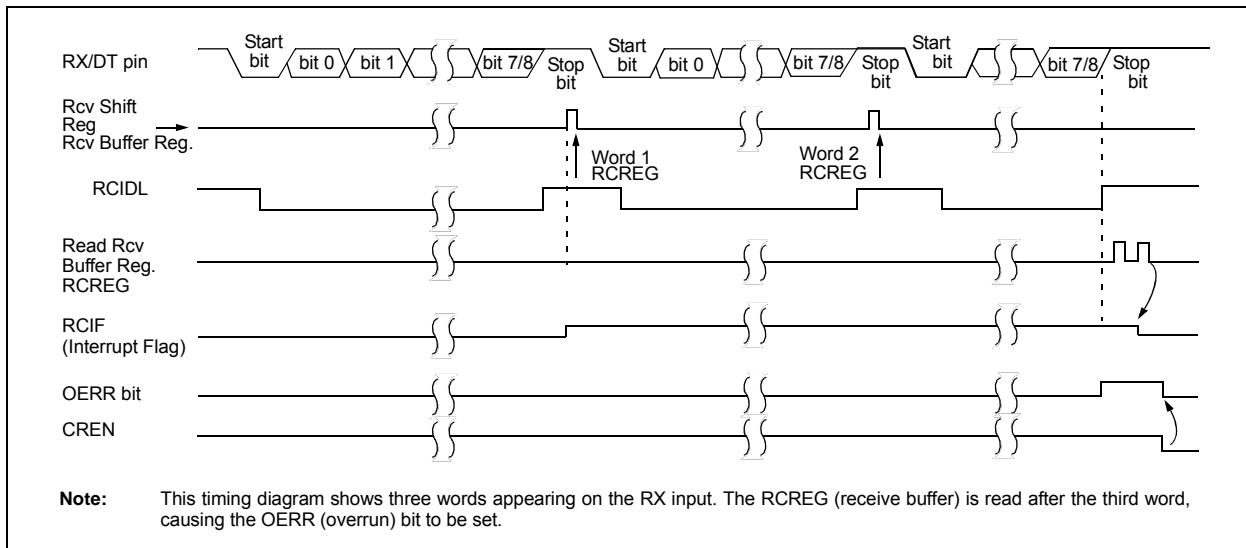 RX/DT pin
Start
bit
bit 0
bit 1
bit 7/8
Stop
bit
Start
bit
bit 0
bit 7/8
Stop
bit
Start
bit
bit 7/8
Stop
bit
Rcv Shift
Reg
Rcv Buffer Reg.
Word 1
RCREG
Word 2
RCREG
RCIDL
Read Rcv
Buffer Reg.
RCREG
RCIF
(Interrupt Flag)
OERR bit
CREN
Note: This timing diagram shows three words appearing on the RX input. The RCREG (receive buffer) is read after the third word,
causing the OERR (overrun) bit to be set.